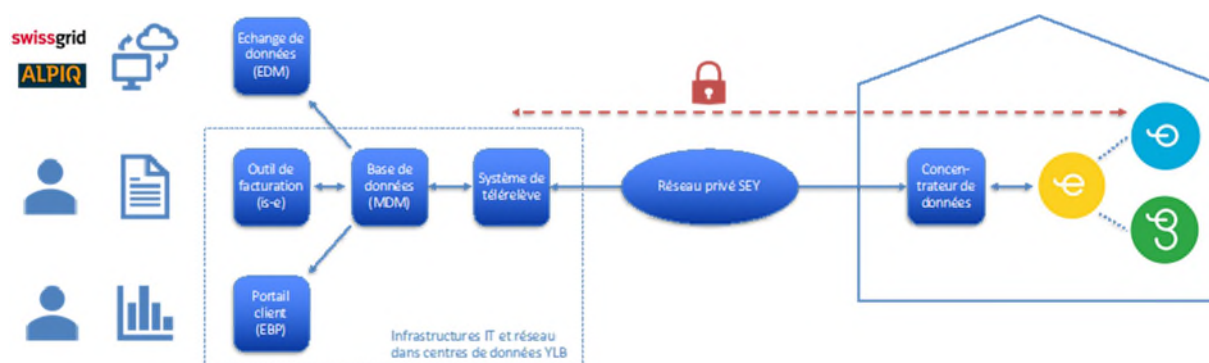 swissgrid
ALPIQ
Echange de
données
(EDM)
Outil de
facturation
(is-e)
Base de
données
(MDM)
Système de
télérelève
Réseau privé SEY
Concen-
trateur de
données
e
e
g
Portail
client
(EBP)
Infrastructures IT et réseau
dans centres de données YLB